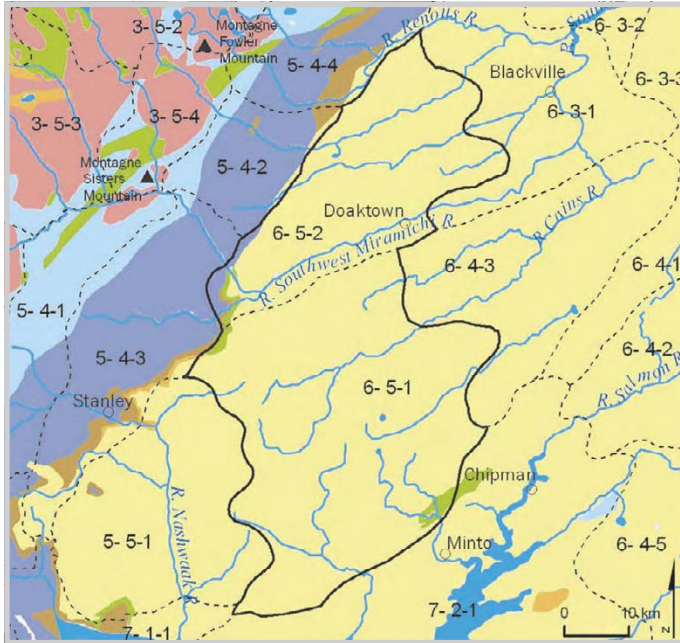 3- 5-2
Montagne
Fowler
Mountain
R. Renous R.
6- 3-2
5- 4-4
Blackville
6- 3-3
6- 3-1
3- 5-3
3- 5-4
Montagne
Sisters
Mountain
5- 4-2
Doaktown
R. Cains R.
6- 5-2
R. Southwest Miramichi R.
6- 4-3
6- 4-1
5- 4-1
5- 4-3
6- 4-2
R. Salmon R.
Stanley
6- 5-1
Chipman
R. Nashwaak R.
5- 5-1
Minto
6- 4-5
7- 1-1
7- 2-1
0 10 km
N